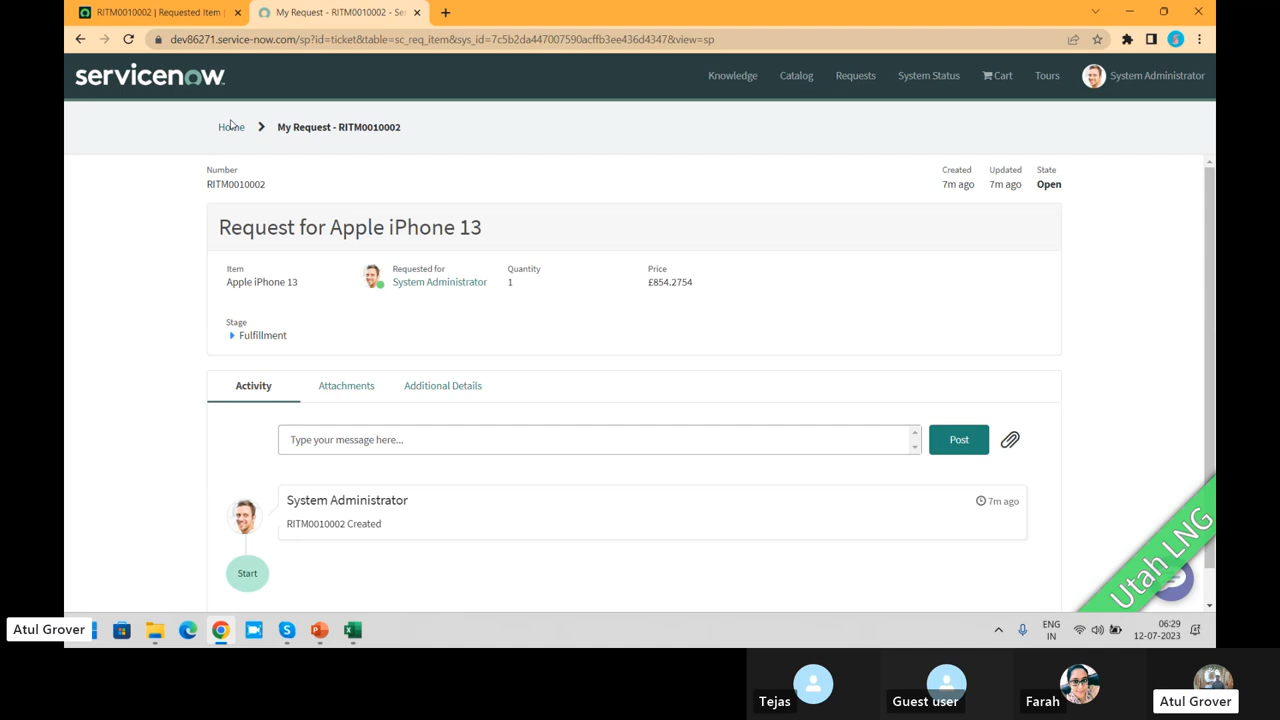 RITM0010002 | Requested Item |
My Request - RITM0010002 - Se
dev86271.service-now.com/sp?id=ticket&table=sc_req_item&sys_id=7c5b2da447007590acffb3ee436d4347&view=sp
servicenow
Knowledge Catalog Requests System Status Cart Tours System Administrator
Home My Request - RITM0010002
Number
RITM0010002
Created Updated State
7m ago 7m ago Open
Request for Apple iPhone 13
Item Requested for Quantity Price
Apple iPhone 13 System Administrator 1 £854.2754
Stage
Fulfillment
Activity Attachments Additional Details
Type your message here...
Post
System Administrator 7m ago
RITM0010002 Created
Start
Utah LNG
Atul Grover
ENG
IN
06:29
12-07-2023
Tejas Guest user Farah Atul Grover